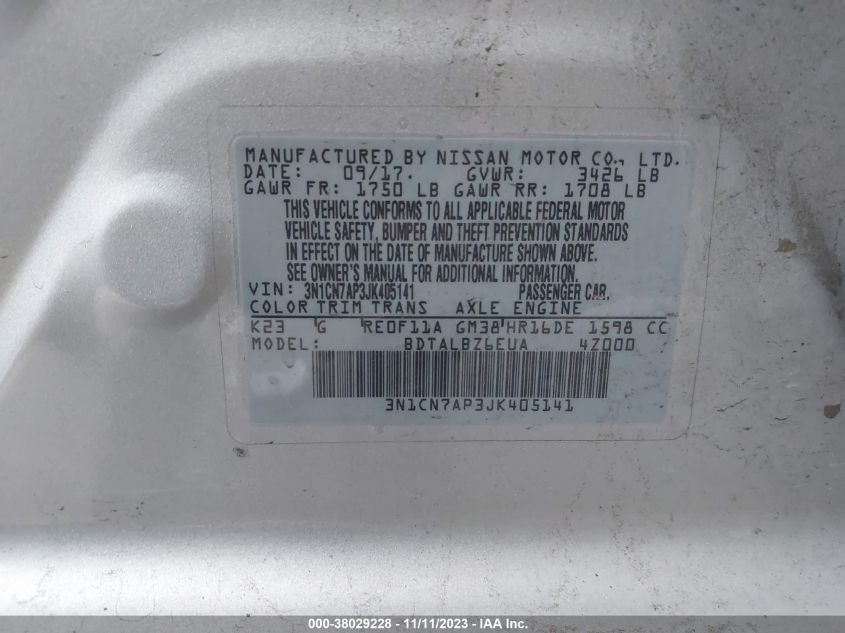 MANUFACTURED BY NISSAN MOTOR CO., LTD.
DATE: 09/17. GVWR: 3426 LB
GAWR FR: 1750 LB GAWR RR: 1708 LB
THIS VEHICLE CONFORMS TO ALL APPLICABLE FEDERAL MOTOR
VEHICLE SAFETY, BUMPER AND THEFT PREVENTION STANDARDS
IN EFFECT ON THE DATE OF MANUFACTURE SHOWN ABOVE.
SEE OWNER'S MANUAL FOR ADDITIONAL INFORMATION.
VIN: 3N1CN7AP3JK405141 PASSENGER CAR.
COLOR TRIM TRANS AXLE ENGINE
K23 G RE0F11A GM38 HR16DE 1598 CC
MODEL: BDTALBZ6EUA 4Z000
3N1CN7AP3JK405141
000-38029228 - 11/11/2023 - IAAI Inc.